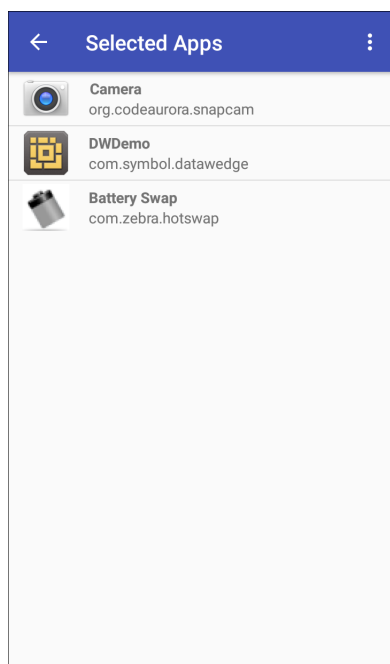 Selected Apps
Camera
org.codeaurora.snapcam
DWDemo
com.symbol.datawedge
Battery Swap
com.zebra.hotswap